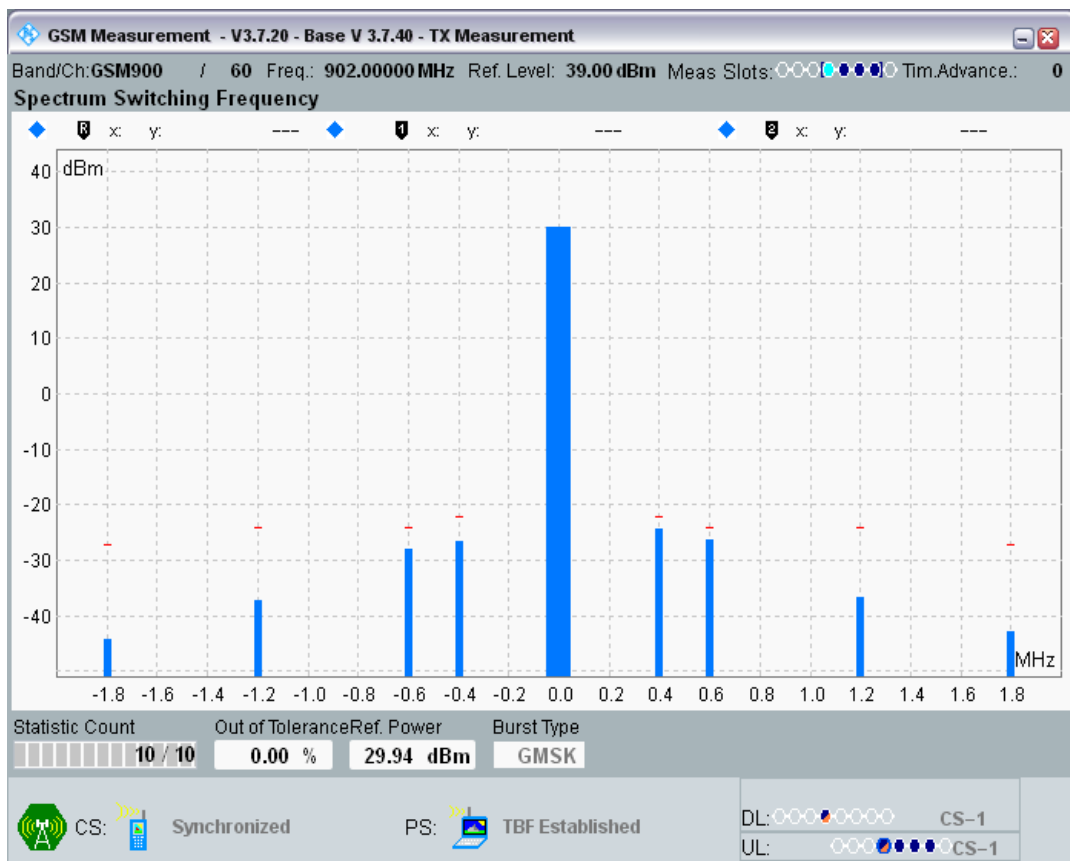 GSM Measurement - V3.7.20 - Base V 3.7.40 - TX Measurement
Band/Ch:GSM900 / 60 Freq.: 902.00000 MHz Ref. Level: 39.00 dBm Meas Slots: Tim.Advance.: 0
Spectrum Switching Frequency
R x: y: --- 1 x: y: --- 2 x: y: ---
dBm
40
30
20
10
0
-10
-20
-30
-40
MHz
-1.8 -1.6 -1.4 -1.2 -1.0 -0.8 -0.6 -0.4 -0.2 0.0 0.2 0.4 0.6 0.8 1.0 1.2 1.4 1.6 1.8
Statistic Count Out of Tolerance Ref. Power Burst Type
10 / 10 0.00 % 29.94 dBm GMSK
CS: Synchronized PS: TBF Established
DL: CS-1
UL: CS-1